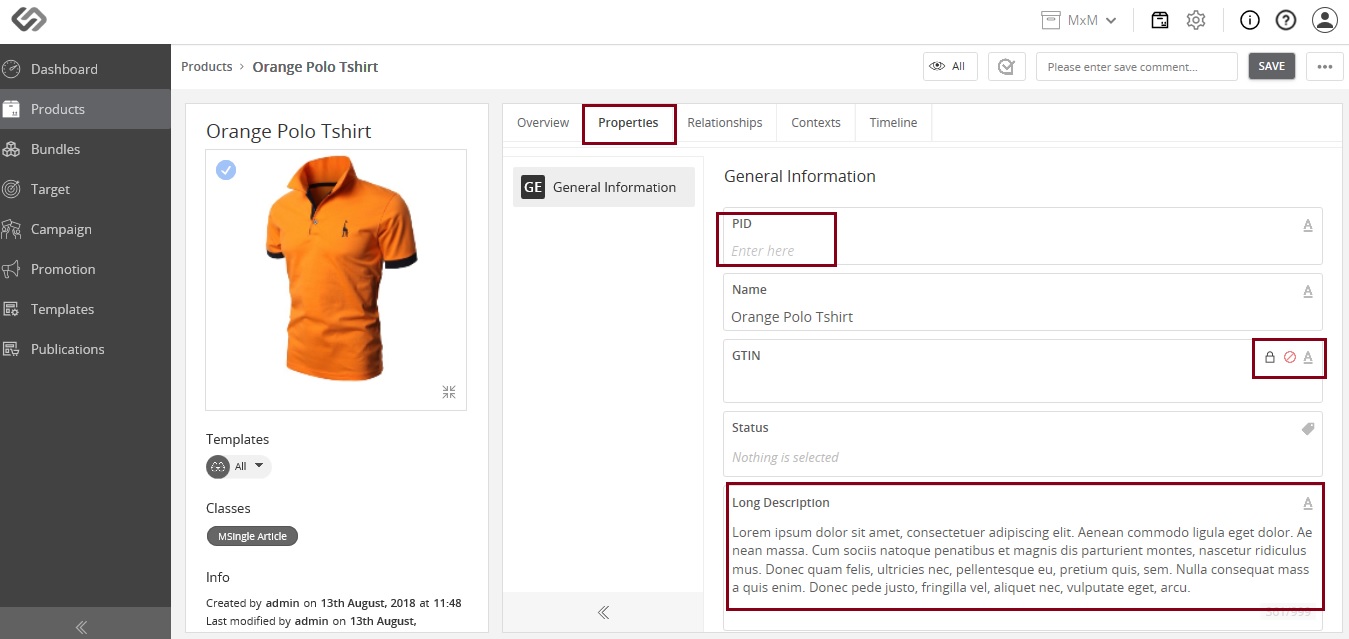 MxM
Dashboard
Products
Bundles
Target
Campaign
Promotion
Templates
Publications
Products › Orange Polo Tshirt
All
Please enter save comment...
SAVE
Orange Polo Tshirt
Templates
All
Classes
MSingle Article
Info
Created by admin on 13th August, 2018 at 11:48
Last modified by admin on 13th August,
Overview
Properties
Relationships
Contexts
Timeline
GE General Information
General Information
PID
Enter here
Name
Orange Polo Tshirt
GTIN
Status
Nothing is selected
Long Description
Lorem ipsum dolor sit amet, consectetuer adipiscing elit. Aenean commodo ligula eget dolor. Ae
nean massa. Cum sociis natoque penatibus et magnis dis parturient montes, nascetur ridiculus
mus. Donec quam felis, ultricies nec, pellentesque eu, pretium quis, sem. Nulla consequat mass
a quis enim. Donec pede justo, fringilla vel, aliquet nec, vulputate eget, arcu.